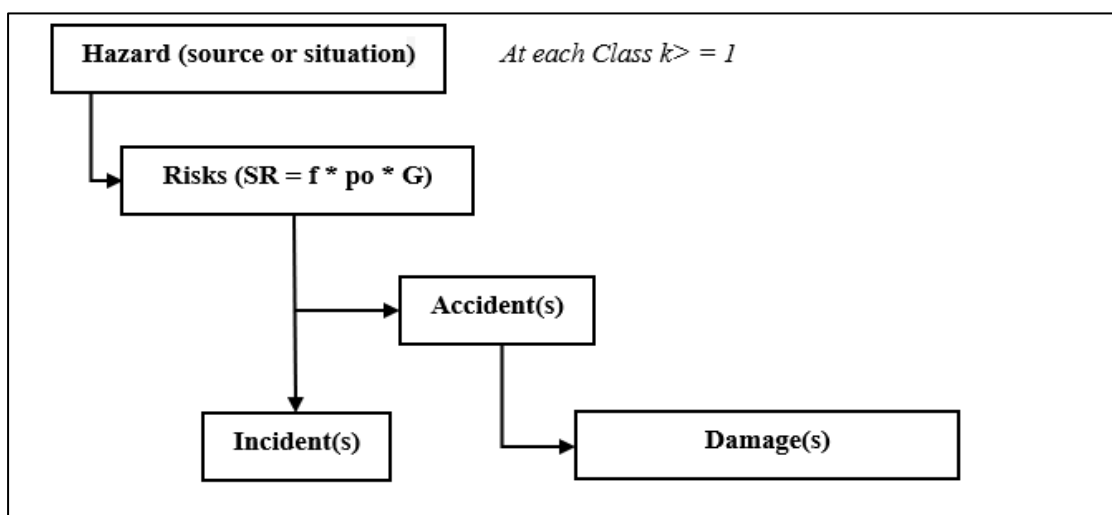 Hazard (source or situation)
At each Class k> = 1
Risks (SR = f * po * G)
Accident(s)
Incident(s)
Damage(s)